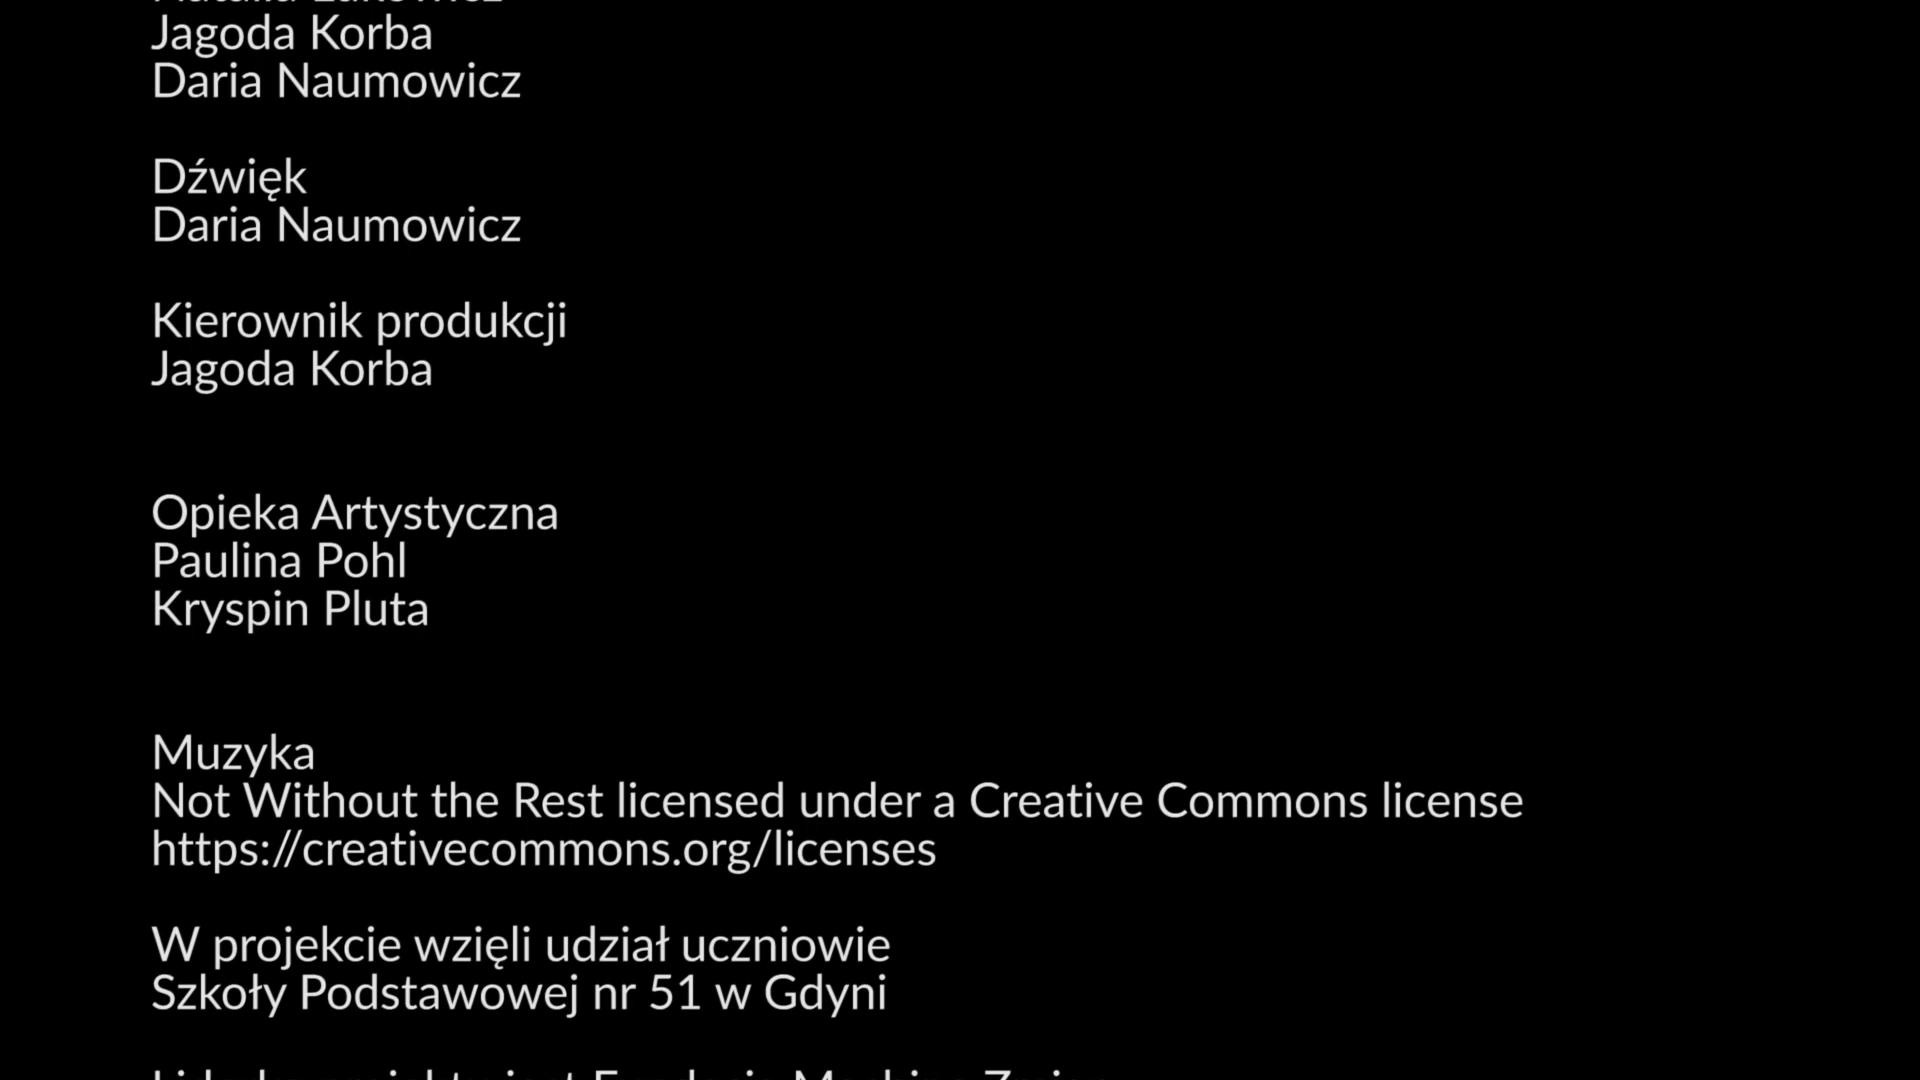 Jagoda Korba
Daria Naumowicz
Dźwięk
Daria Naumowicz
Kierownik produkcji
Jagoda Korba
Opieka Artystyczna
Paulina Pohl
Kryspin Pluta
Muzyka
Not Without the Rest licensed under a Creative Commons license
https://creativecommons.org/licenses
W projekcie wzięli udział uczniowie
Szkoły Podstawowej nr 51 w Gdyni